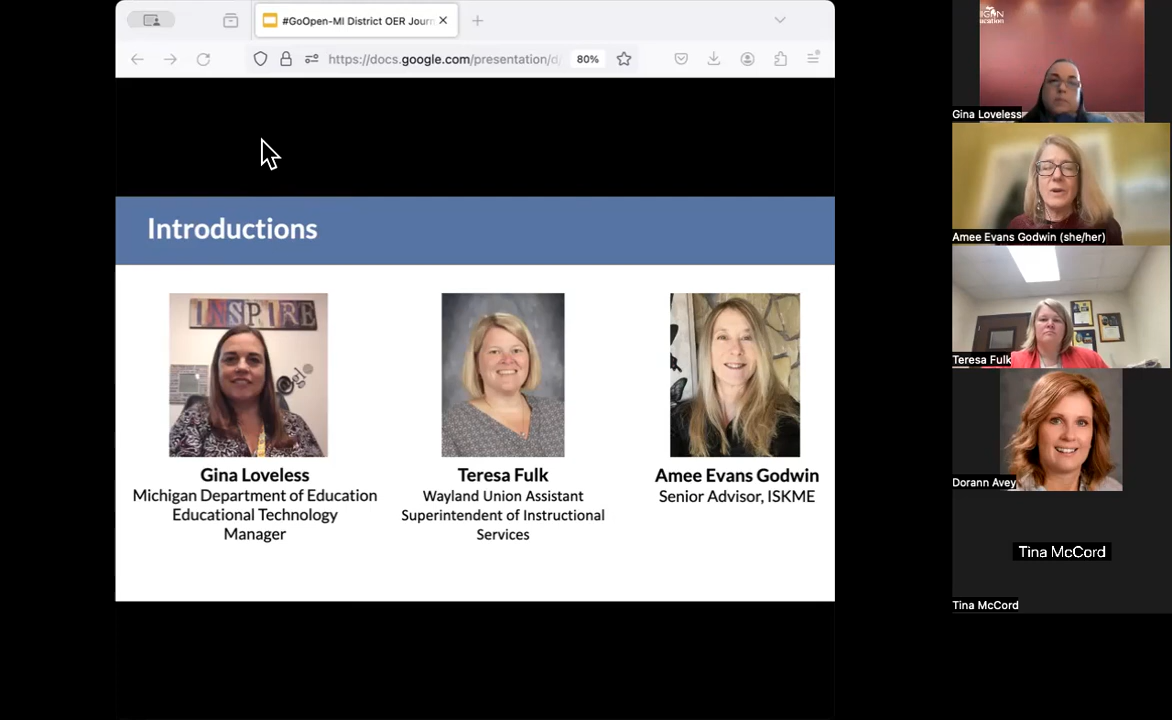 #GoOpen-MI District OER Jour
https://docs.google.com/presentation/d/
80%
Introductions
INSPIRE
Gina Loveless
Michigan Department of Education
Educational Technology
Manager
Teresa Fulk
Wayland Union Assistant
Superintendent of Instructional
Services
Amee Evans Godwin
Senior Advisor, ISKME
Gina Loveless
Amee Evans Godwin (she/her)
Teresa Fulk
Dorann Avey
Tina McCord
Tina McCord